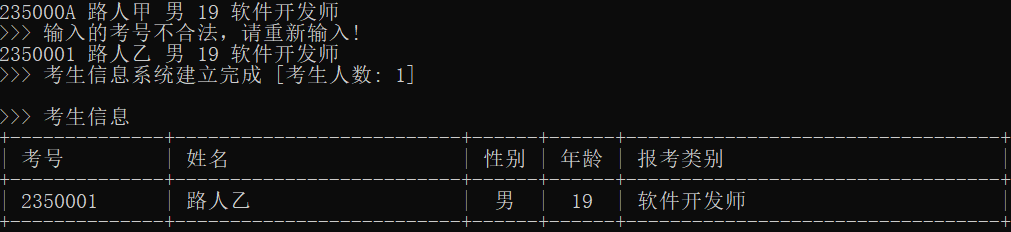 235000A 路人甲 男 19 软件开发师
>>> 输入的考号不合法，请重新输入!
2350001 路人乙 男 19 软件开发师
>>> 考生信息系统建立完成 [考生人数: 1]
>>> 考生信息
+---------------+---------------------------+------+------+-----------------------------------+
| 考号 | 姓名 | 性别 | 年龄 | 报考类别 |
+---------------+---------------------------+------+------+-----------------------------------+
| 2350001 | 路人乙 | 男 | 19 | 软件开发师 |
+---------------+---------------------------+------+------+-----------------------------------+